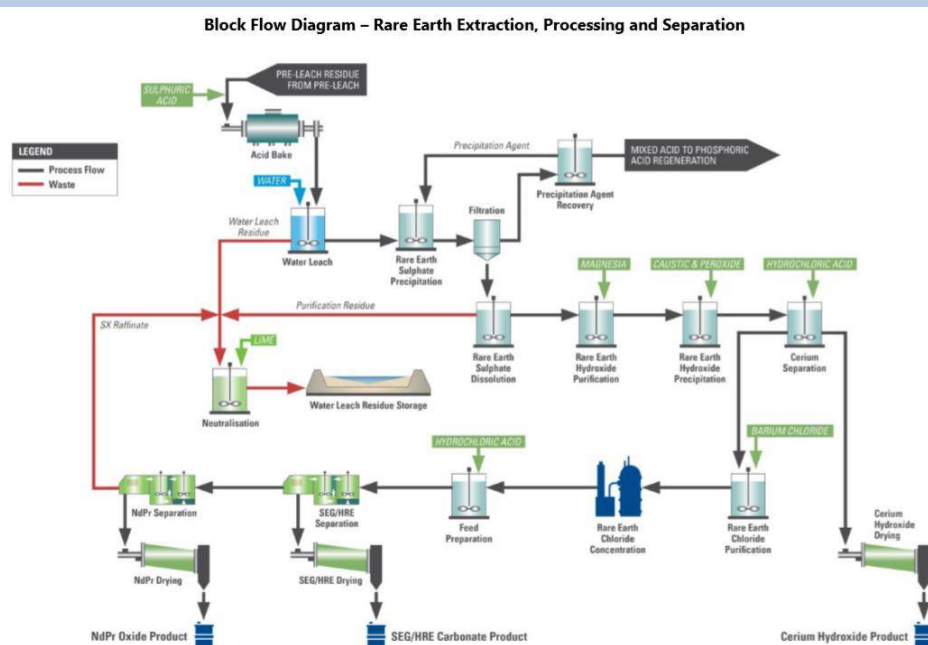 Block Flow Diagram – Rare Earth Extraction, Processing and Separation
PRE-LEACH RESIDUE
FROM PRE-LEACH
SULPHURIC
ACID
Acid Bake
LEGEND
Process Flow
Waste
Precipitation Agent
MIXED ACID TO PHOSPHORIC
ACID REGENERATION
Precipitation Agent
Recovery
WATER
Filtration
Water Leach
Residue
Water Leach
Rare Earth
Sulphate
Precipitation
MAGNESIA
CAUSTIC & PEROXIDE
HYDROCHLORIC ACID
Purification Residue
SX Raffinate
LIME
Rare Earth
Sulphate
Dissolution
Rare Earth
Hydroxide
Purification
Rare Earth
Hydroxide
Precipitation
Cerium
Separation
Neutralisation
Water Leach Residue Storage
HYDROCHLORIC ACID
BARIUM CHLORIDE
NdPr Separation
SEG/HRE
Separation
Feed
Preparation
Rare Earth
Chloride
Concentration
Rare Earth
Chloride
Purification
Cerium
Hydroxide
Drying
NdPr Drying
SEG/HRE Drying
NdPr Oxide Product
SEG/HRE Carbonate Product
Cerium Hydroxide Product